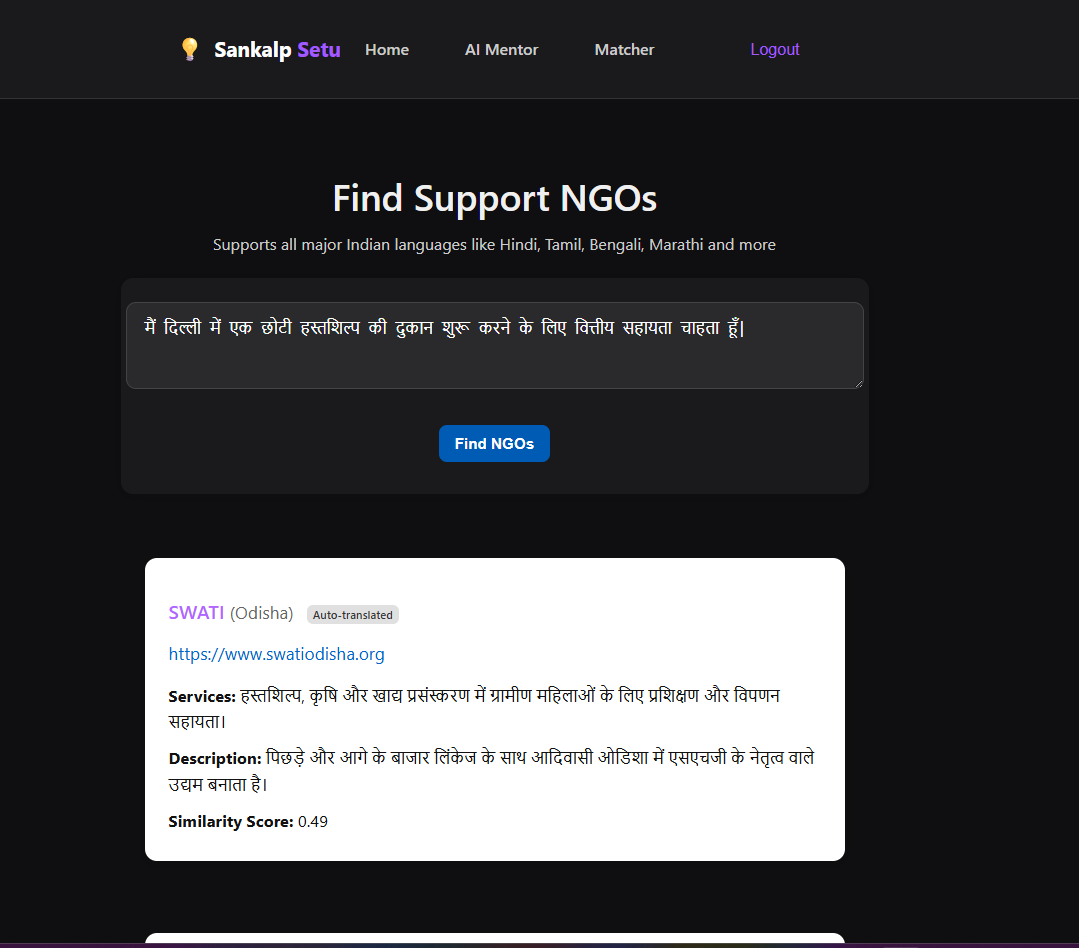 Sankalp Setu Home AI Mentor Matcher Logout
Find Support NGOs
Supports all major Indian languages like Hindi, Tamil, Bengali, Marathi and more
मैं दिल्ली में एक छोटी हस्तशिल्प की दुकान शुरू करने के लिए वित्तीय सहायता चाहता हूँ|
Find NGOs
SWATI (Odisha) Auto-translated
https://www.swatiodisha.org
Services: हस्तशिल्प, कृषि और खाद्य प्रसंस्करण में ग्रामीण महिलाओं के लिए प्रशिक्षण और विपणन
सहायता।
Description: पिछड़े और आगे के बाजार लिंकेज के साथ आदिवासी ओडिशा में एसएचजी के नेतृत्व वाले
उद्यम बनाता है।
Similarity Score: 0.49